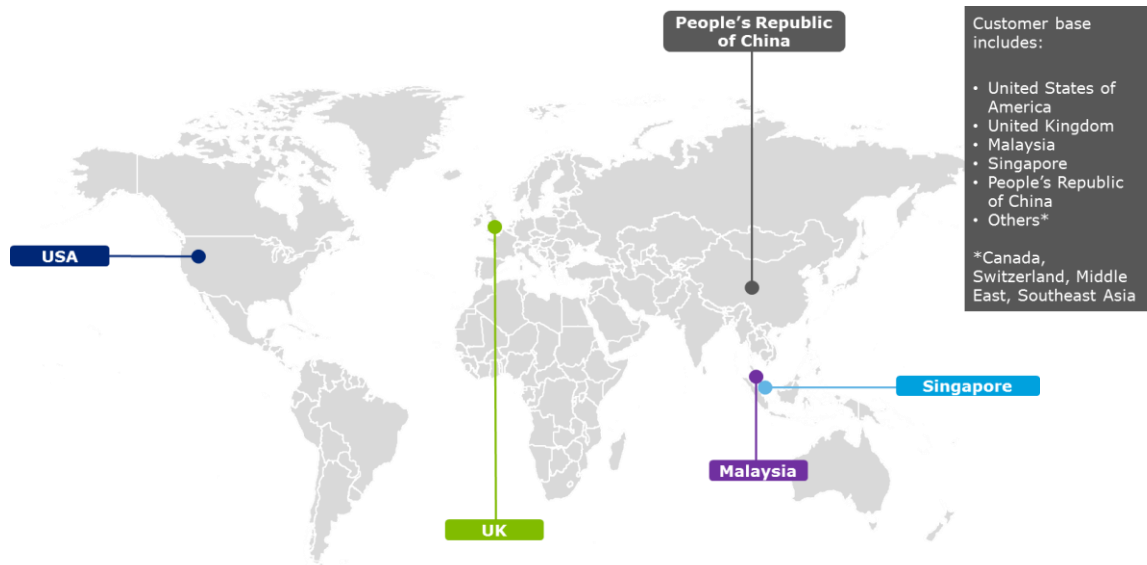 People's Republic
of China
Customer base
includes:
• United States of
America
• United Kingdom
• Malaysia
• Singapore
• People's Republic
of China
• Others*
*Canada,
Switzerland, Middle
East, Southeast Asia
USA
Singapore
Malaysia
UK